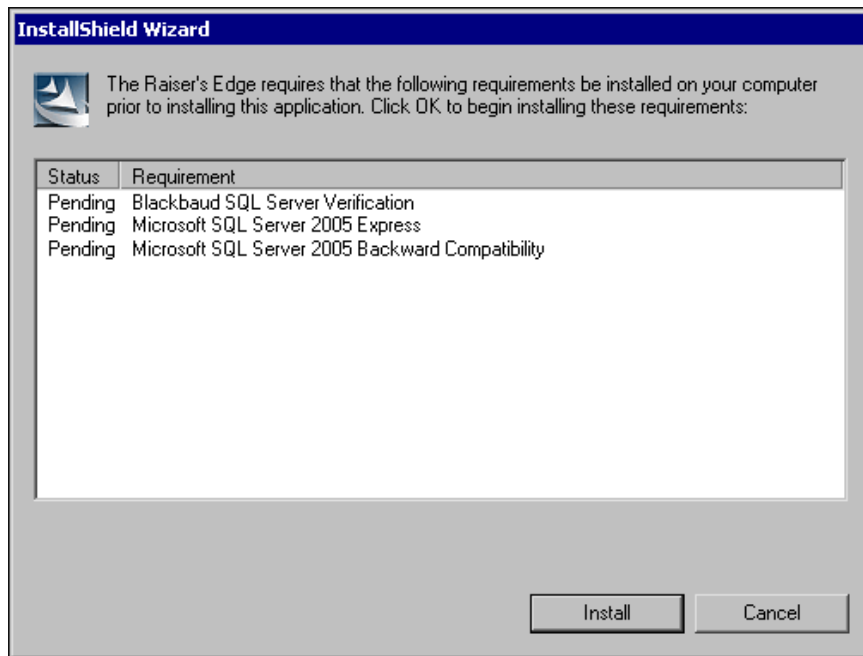 InstallShield Wizard
The Raiser's Edge requires that the following requirements be installed on your computer
prior to installing this application. Click OK to begin installing these requirements:
Status Requirement
Pending Blackbaud SQL Server Verification
Pending Microsoft SQL Server 2005 Express
Pending Microsoft SQL Server 2005 Backward Compatibility
Install Cancel